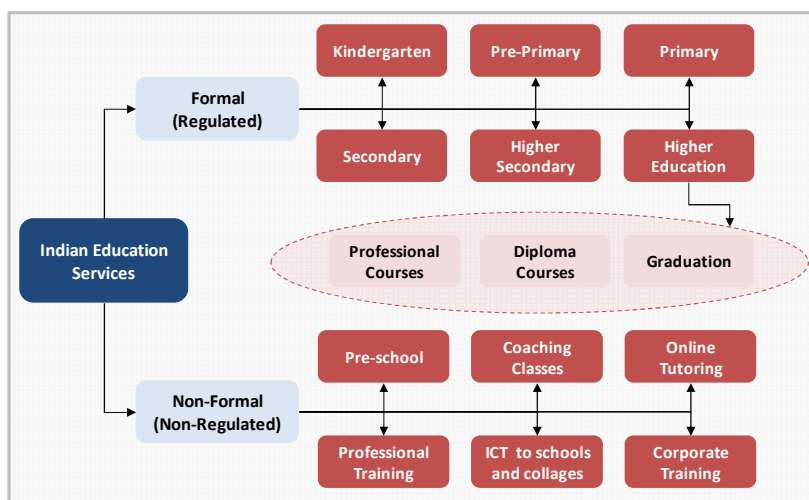 Kindergarten
Pre-Primary
Primary
Formal
(Regulated)
Secondary
Higher
Secondary
Higher
Education
Indian Education
Services
Professional
Courses
Diploma
Courses
Graduation
Pre-school
Coaching
Classes
Online
Tutoring
Non-Formal
(Non-Regulated)
Professional
Training
ICT to schools
and collages
Corporate
Training